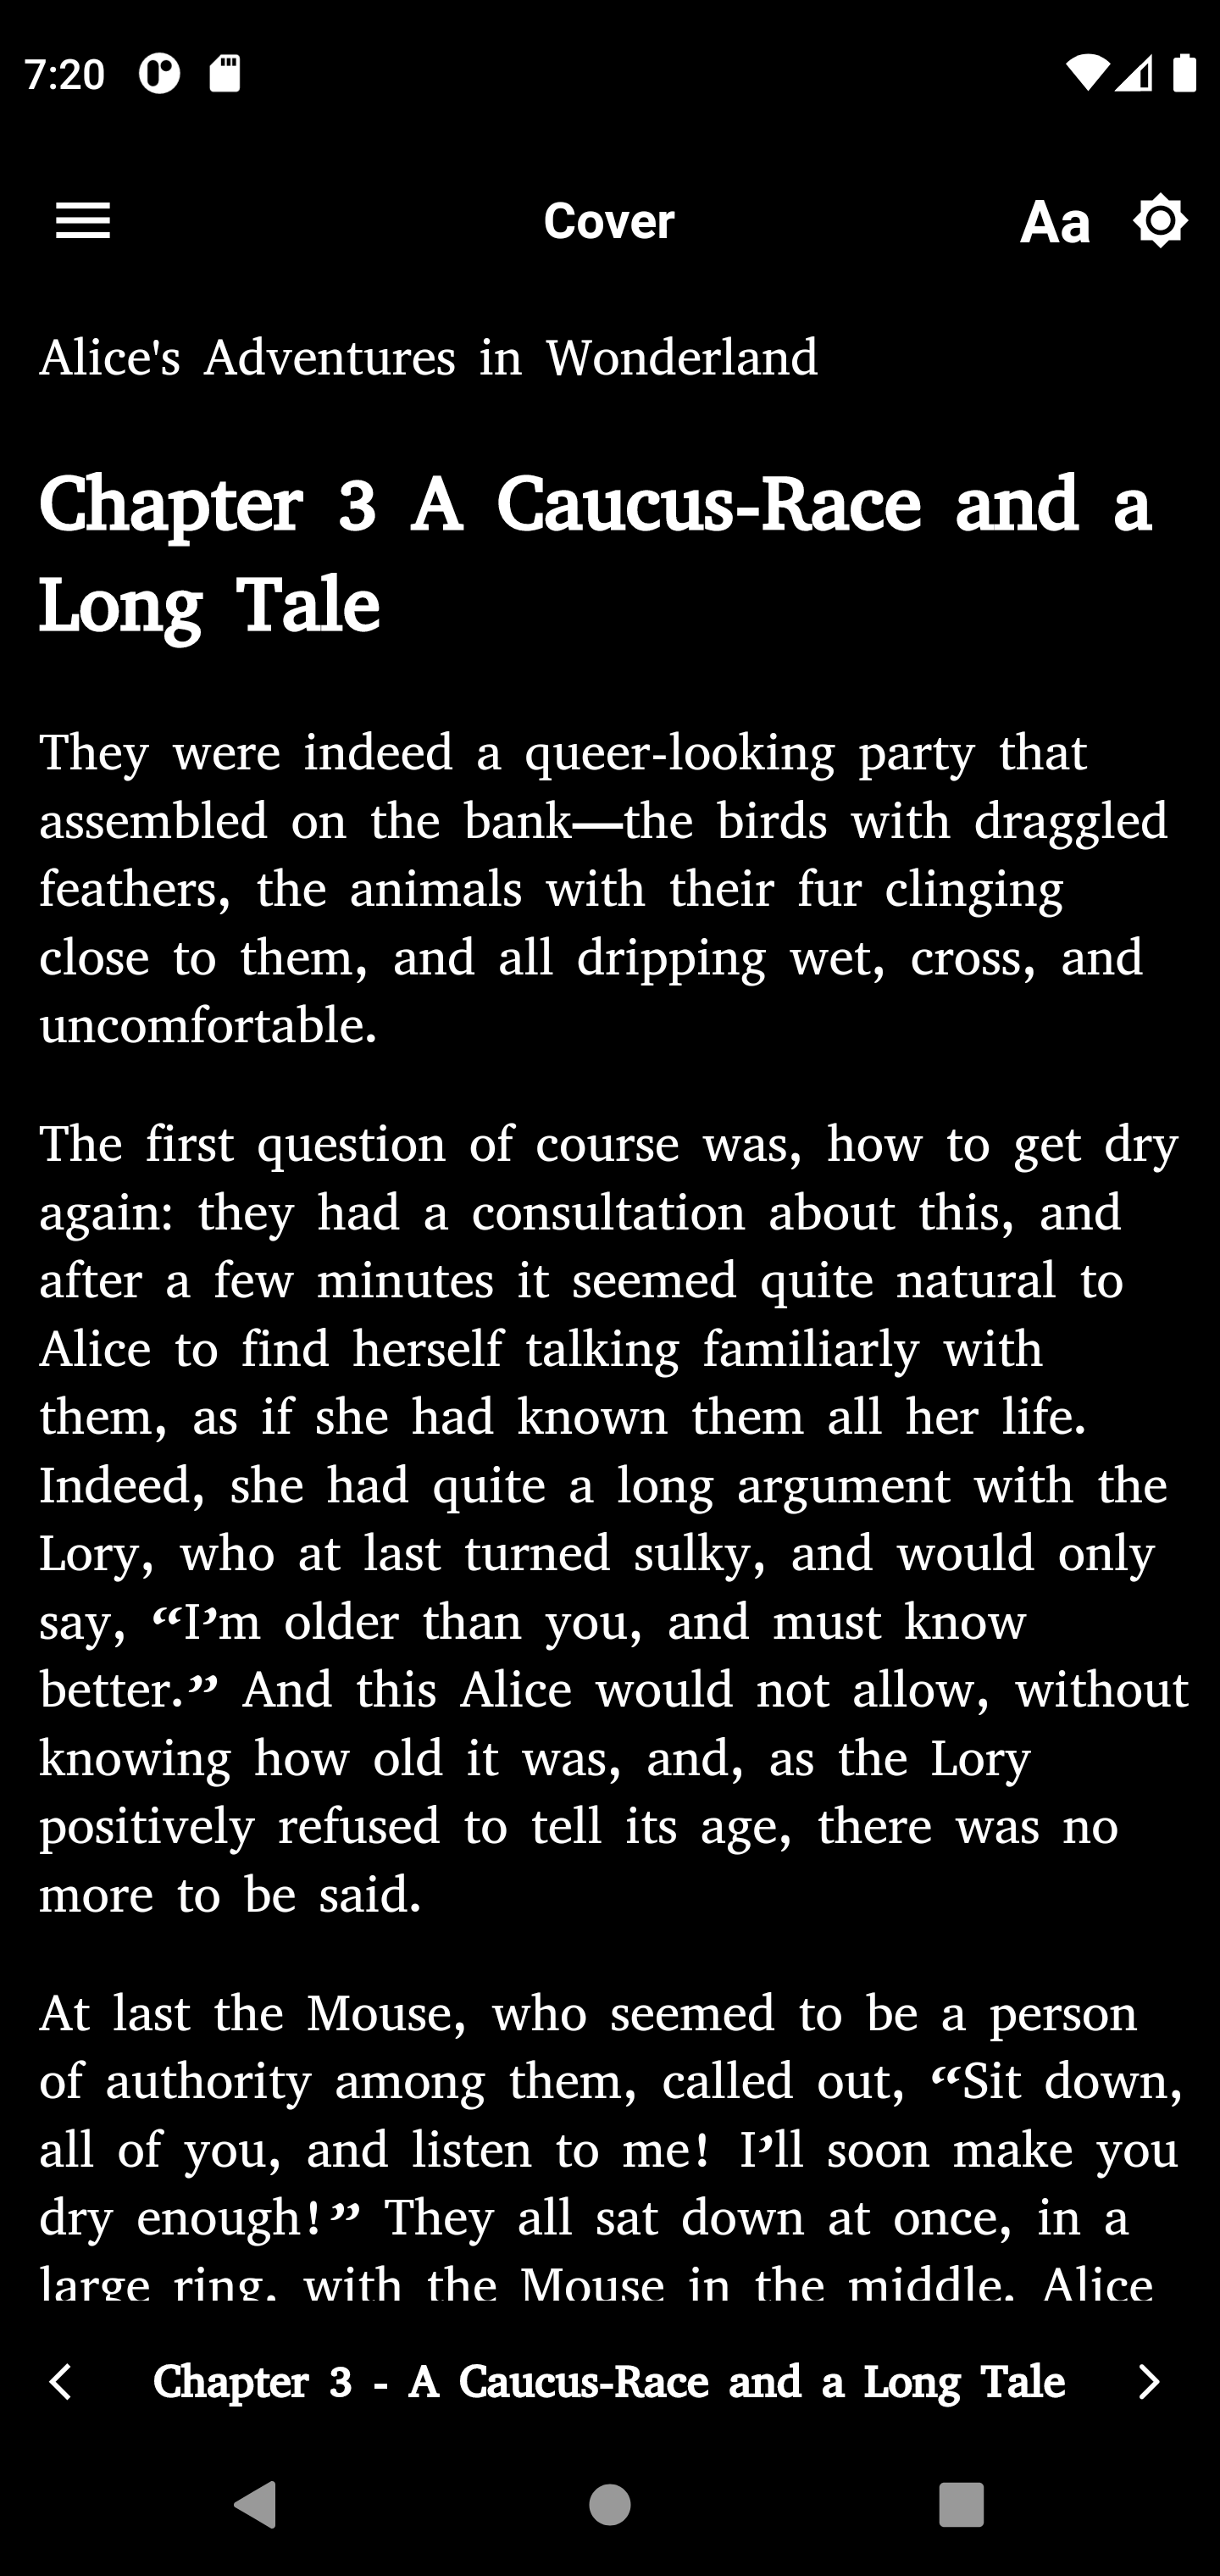 7:20
Cover
Aa
Alice's Adventures in Wonderland
Chapter 3 A Caucus-Race and a
Long Tale
They were indeed a queer-looking party that
assembled on the bank—the birds with draggled
feathers, the animals with their fur clinging
close to them, and all dripping wet, cross, and
uncomfortable.
The first question of course was, how to get dry
again: they had a consultation about this, and
after a few minutes it seemed quite natural to
Alice to find herself talking familiarly with
them, as if she had known them all her life.
Indeed, she had quite a long argument with the
Lory, who at last turned sulky, and would only
say, “I’m older than you, and must know
better.” And this Alice would not allow, without
knowing how old it was, and, as the Lory
positively refused to tell its age, there was no
more to be said.
At last the Mouse, who seemed to be a person
of authority among them, called out, “Sit down,
all of you, and listen to me! I’ll soon make you
dry enough!” They all sat down at once, in a
large ring, with the Mouse in the middle. Alice
Chapter 3 - A Caucus-Race and a Long Tale